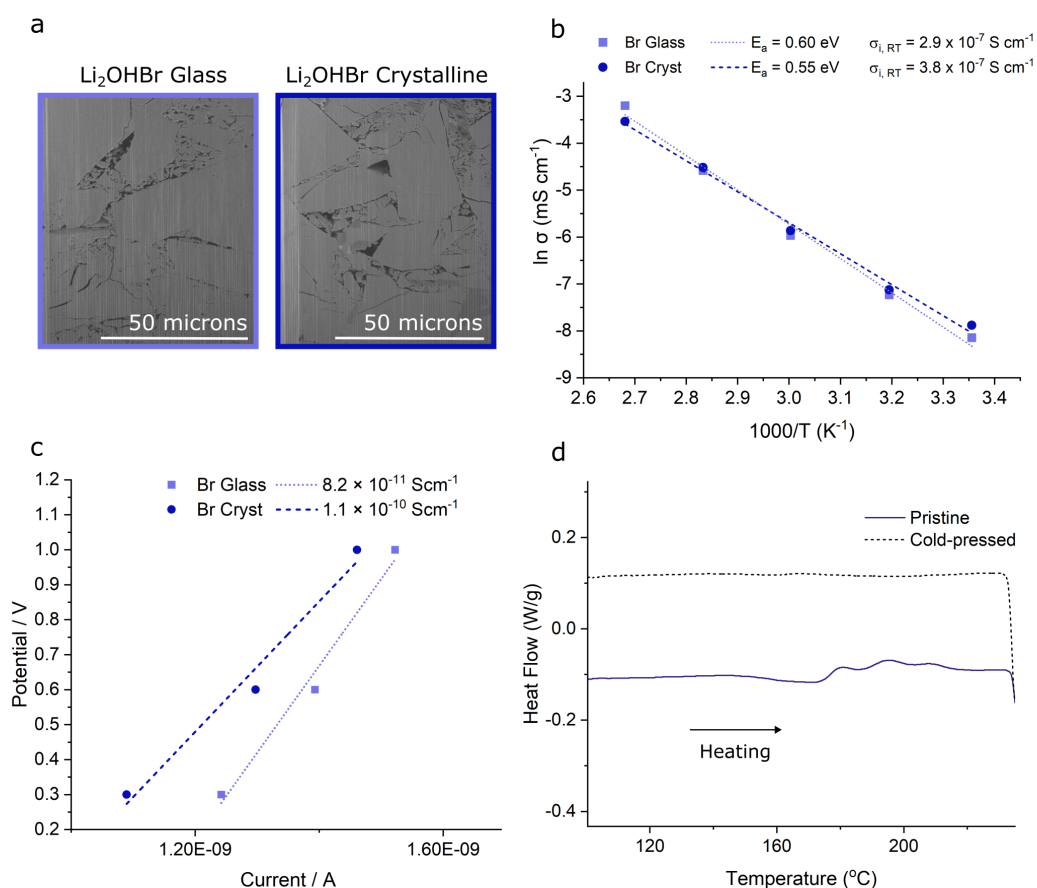 a
Li₂OHBr Glass
Li₂OHBr Crystalline
50 microns
50 microns
b
Br Glass
Eₐ = 0.60 eV
σi, RT = 2.9 x 10⁻⁷ S cm⁻¹
Br Cryst
Eₐ = 0.55 eV
σi, RT = 3.8 x 10⁻⁷ S cm⁻¹
-3
-4
-5
-6
-7
-8
-9
ln σ (mS cm⁻¹)
2.6
2.7
2.8
2.9
3.0
3.1
3.2
3.3
3.4
1000/T (K⁻¹)
c
Br Glass
8.2 × 10⁻¹¹ Scm⁻¹
Br Cryst
1.1 × 10⁻¹⁰ Scm⁻¹
1.2
1.1
1.0
0.9
0.8
0.7
0.6
0.5
0.4
0.3
0.2
Potential / V
1.20E-09
1.60E-09
Current / A
d
Pristine
Cold-pressed
0.2
0.0
-0.2
-0.4
Heat Flow (W/g)
Heating
120
160
200
Temperature (ºC)